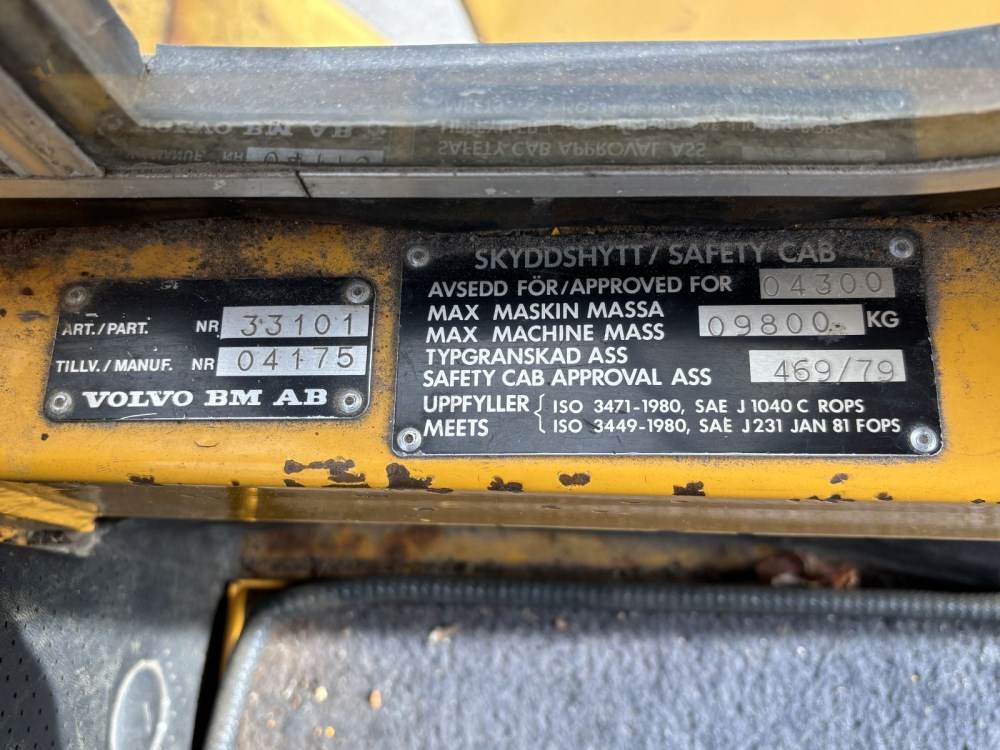 ART./PART. NR 33101
TILLV./MANUF. NR 04175
VOLVO BM AB
SKYDDSHYTT/SAFETY CAB
AVSEDD FÖR/APPROVED FOR 04300
MAX MASKIN MASSA
MAX MACHINE MASS 09800 KG
TYPGRANSKAD ASS
SAFETY CAB APPROVAL ASS 469/79
UPPFYLLER { ISO 3471-1980, SAE J1040C ROPS
MEETS { ISO 3449-1980, SAE J231 JAN 81 FOPS